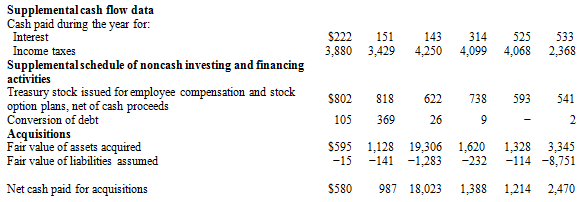 Supplemental cash flow data
Cash paid during the year for:
Interest $222 151 143 314 525 533
Income taxes 3,880 3,429 4,250 4,099 4,068 2,368
Supplemental schedule of noncash investing and financing
activities
Treasury stock issued for employee compensation and stock
option plans, net of cash proceeds $802 818 622 738 593 541
Conversion of debt 105 369 26 9 – 2
Acquisitions
Fair value of assets acquired $595 1,128 19,306 1,620 1,328 3,345
Fair value of liabilities assumed −15 −141 −1,283 −232 −114 −8,751
Net cash paid for acquisitions $580 987 18,023 1,388 1,214 2,470